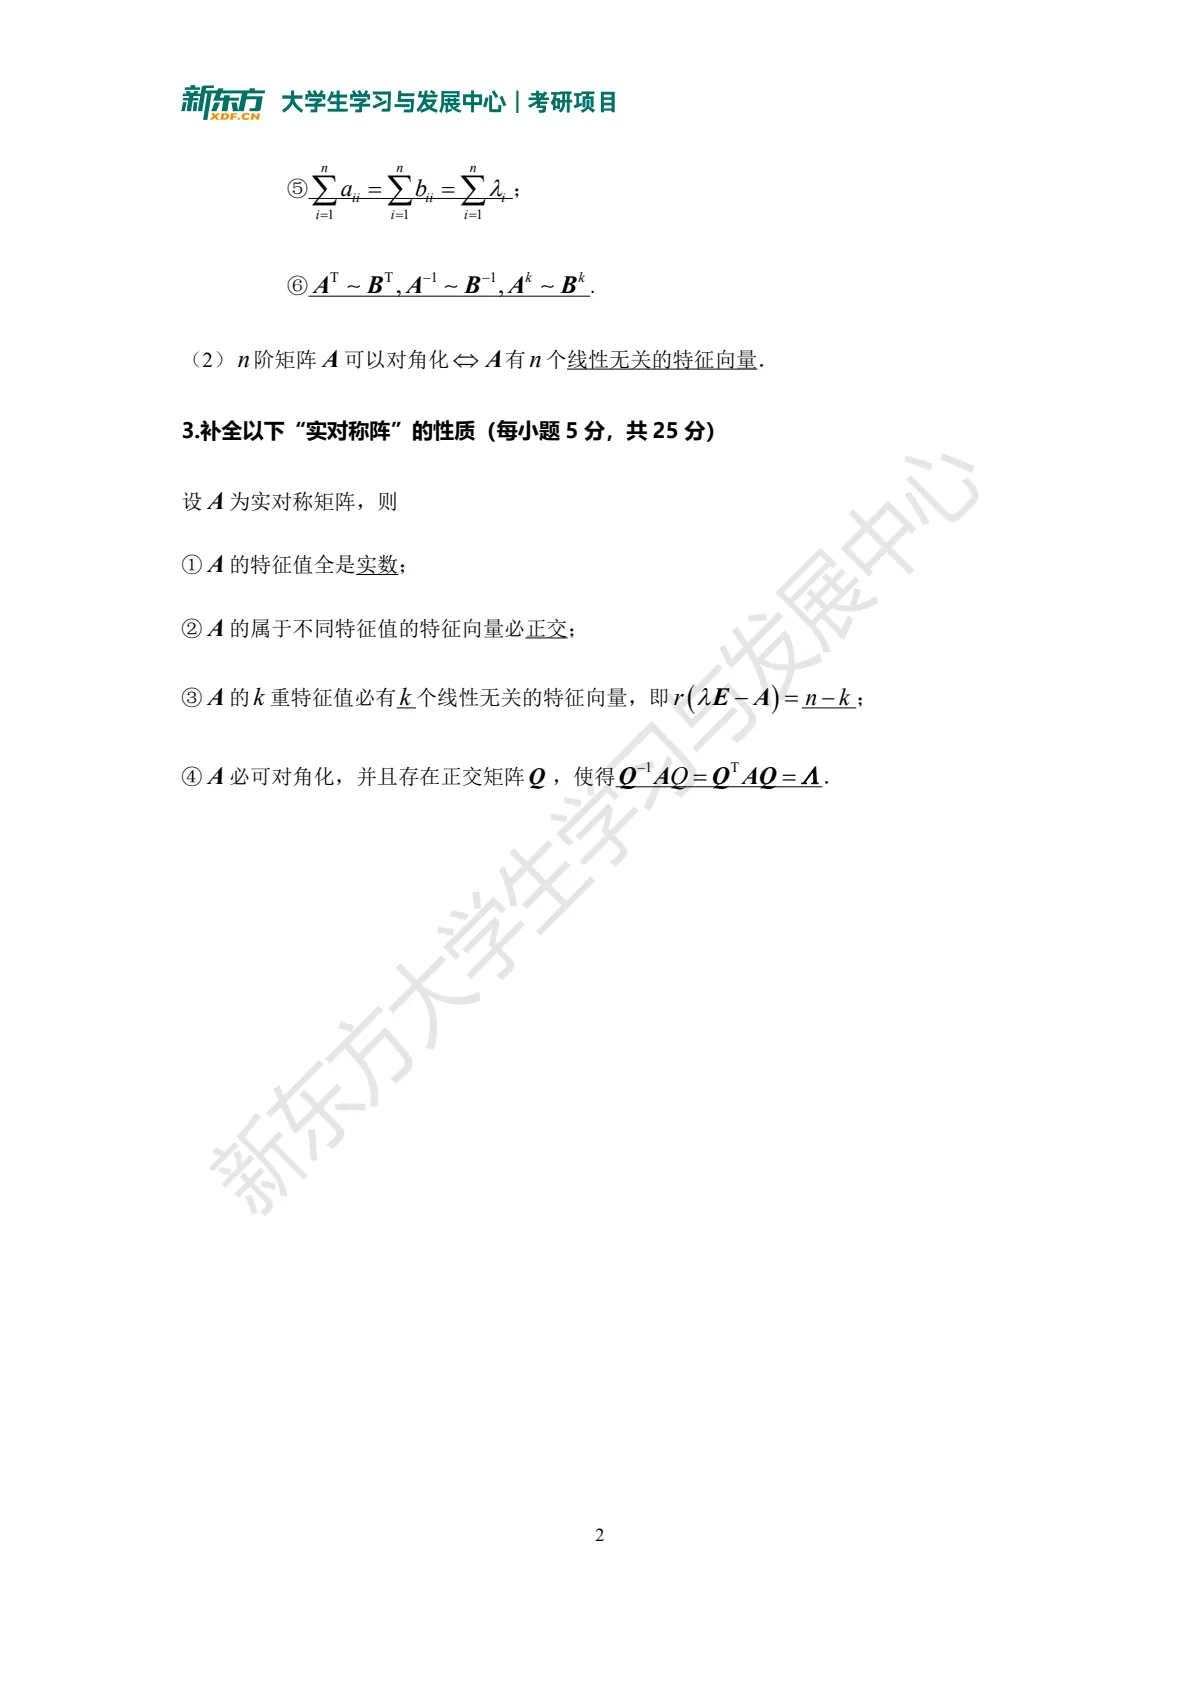 新东方 XDF.CN 大学生学习与发展中心 | 考研项目
⑤ \sum_{i=1}^{n} a_{ii} = \sum_{i=1}^{n} b_{ii} = \sum_{i=1}^{n} λ_i ;
⑥ A^T ~ B^T, A^{-1} ~ B^{-1}, A^k ~ B^k .
（2） n阶矩阵 A 可以对角化 ⇔ A有 n 个线性无关的特征向量.
3.补全以下“实对称阵”的性质（每小题 5 分，共 25 分）
设 A 为实对称矩阵，则
① A 的特征值全是实数;
② A 的属于不同特征值的特征向量必正交;
③ A 的 k 重特征值必有 k 个线性无关的特征向量，即 r(λE − A) = n − k ;
④ A 必可对角化，并且存在正交矩阵 Q ，使得 Q^{-1}AQ = Q^T AQ = Λ .
新东方大学生学习与发展中心
2